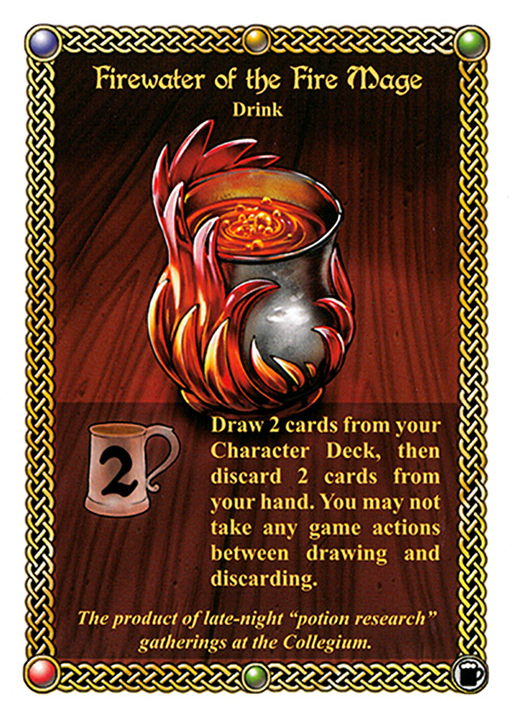 Firewater of the Fire Mage
Drink
2
Draw 2 cards from your
Character Deck, then
discard 2 cards from
your hand. You may not
take any game actions
between drawing and
discarding.
The product of late-night “potion research”
gatherings at the Collegium.